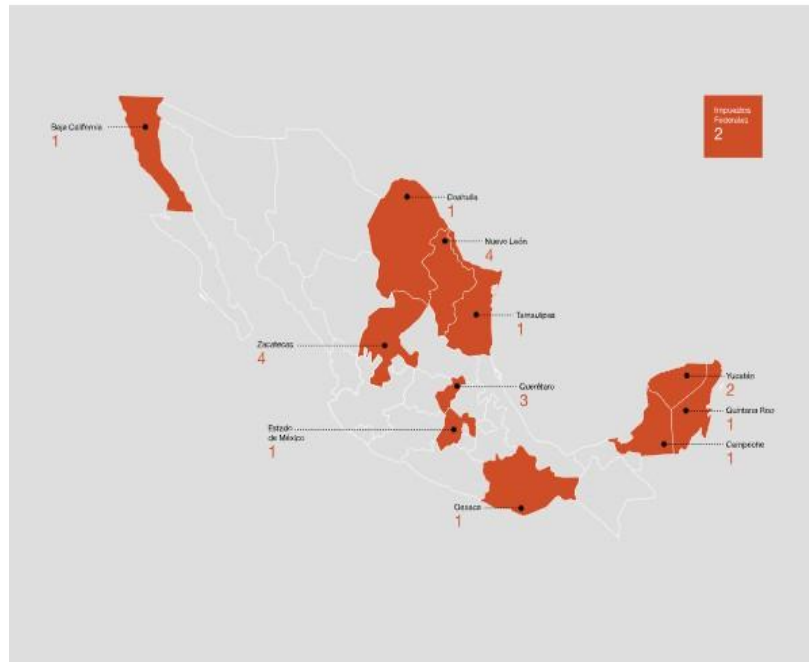 Impuestos
Federales
2
Baja California
1
Coahuila
1
Nuevo León
4
Tamaulipas
1
Zacatecas
4
Querétaro
3
Yucatán
2
Quintana Roo
1
Estado
de México
1
Campeche
1
Oaxaca
1